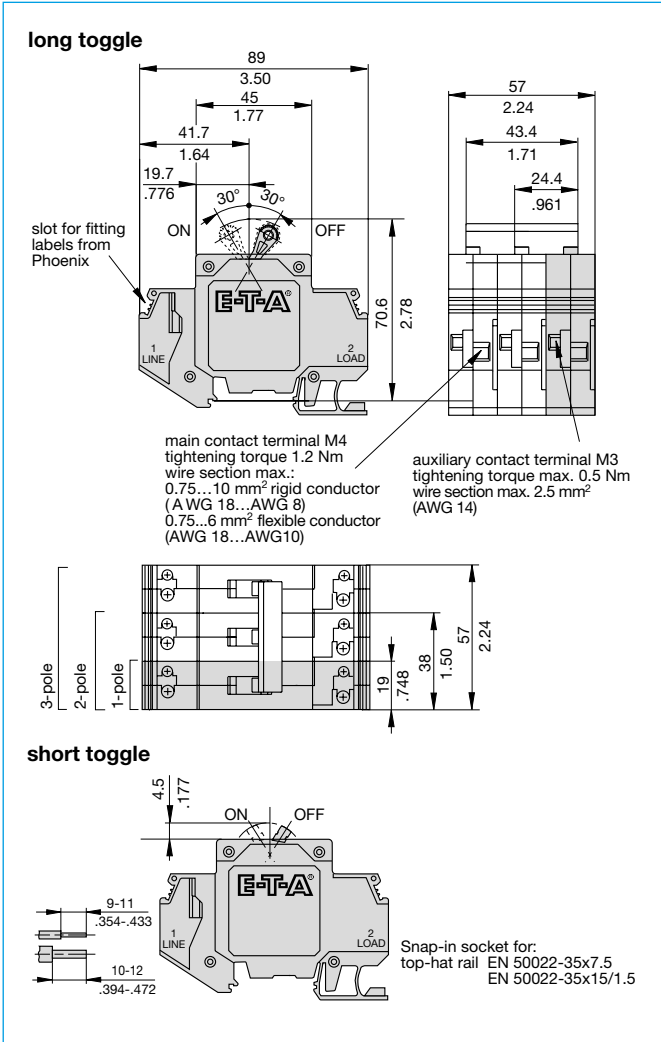 long toggle
89
3.50
45
1.77
41.7
1.64
19.7
.776
30° 30°
ON OFF
slot for fitting
labels from
Phoenix
E-T-A®
1
LINE
2
LOAD
70.6
2.78
57
2.24
43.4
1.71
24.4
.961
main contact terminal M4
tightening torque 1.2 Nm
wire section max.:
0.75...10 mm² rigid conductor
(AWG 18...AWG 8)
0.75...6 mm² flexible conductor
(AWG 18...AWG10)
auxiliary contact terminal M3
tightening torque max. 0.5 Nm
wire section max. 2.5 mm²
(AWG 14)
3-pole
2-pole
1-pole
19
.748
38
1.50
57
2.24
short toggle
4.5
.177
ON OFF
E-T-A®
1
LINE
2
LOAD
9-11
.354-.433
10-12
.394-.472
Snap-in socket for:
top-hat rail EN 50022-35x7.5
EN 50022-35x15/1.5